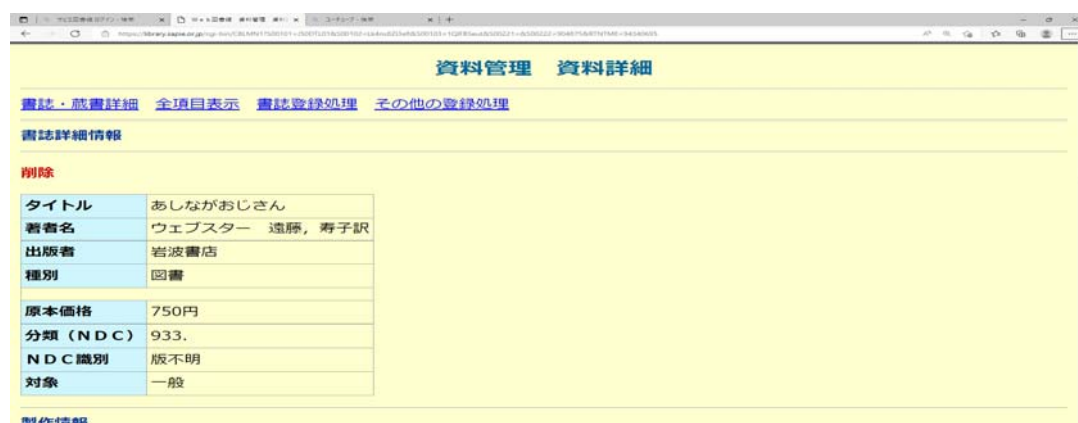 資料管理　資料詳細
書誌・蔵書詳細　全項目表示　書誌登録処理　その他の登録処理
書誌詳細情報
削除
タイトル　あしながおじさん
著者名　ウェブスター　遠藤，寿子訳
出版者　岩波書店
種別　図書
原本価格　750円
分類（ＮＤＣ）　933.
ＮＤＣ識別　版不明
対象　一般
製作情報